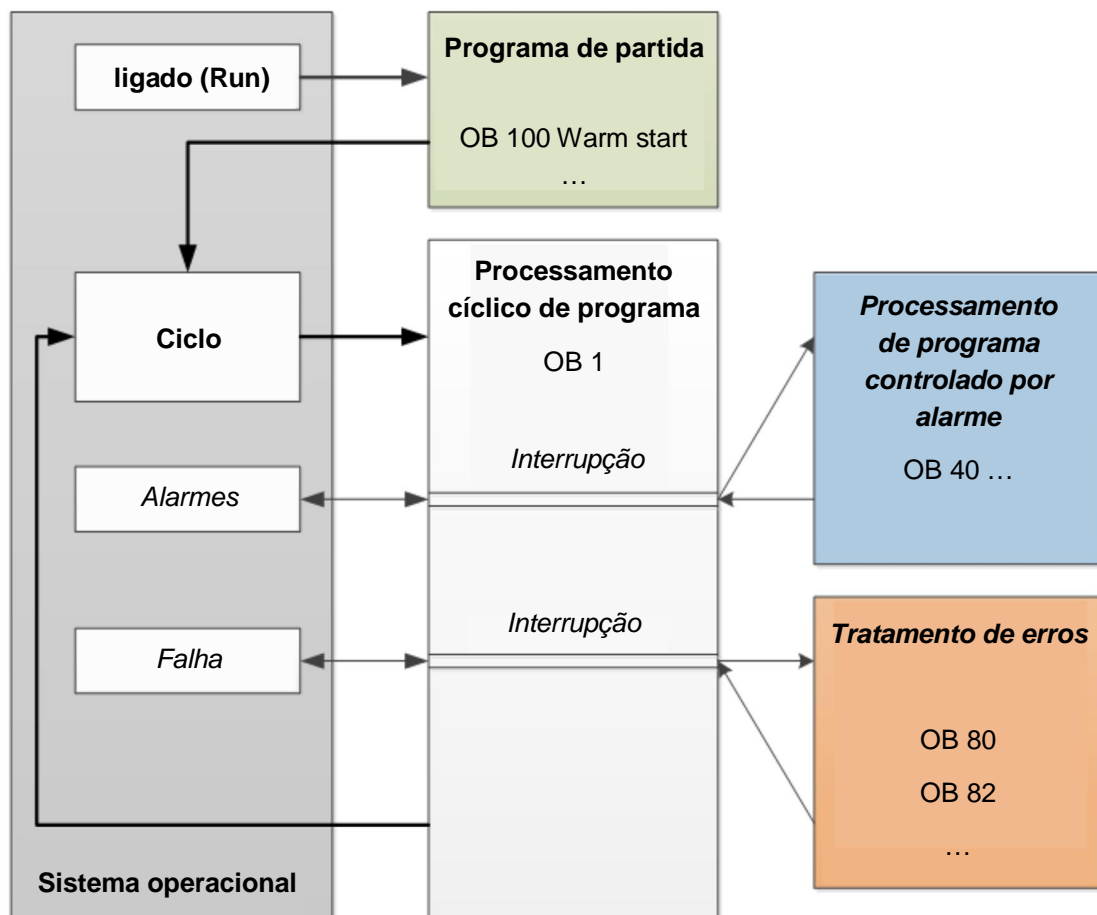 ligado (Run)
Programa de partida
OB 100 Warm start
…
Ciclo
Processamento
cíclico de programa
OB 1
Interrupção
Processamento
de programa
controlado por
alarme
OB 40 …
Alarmes
Interrupção
Falha
Tratamento de erros
OB 80
OB 82
…
Sistema operacional